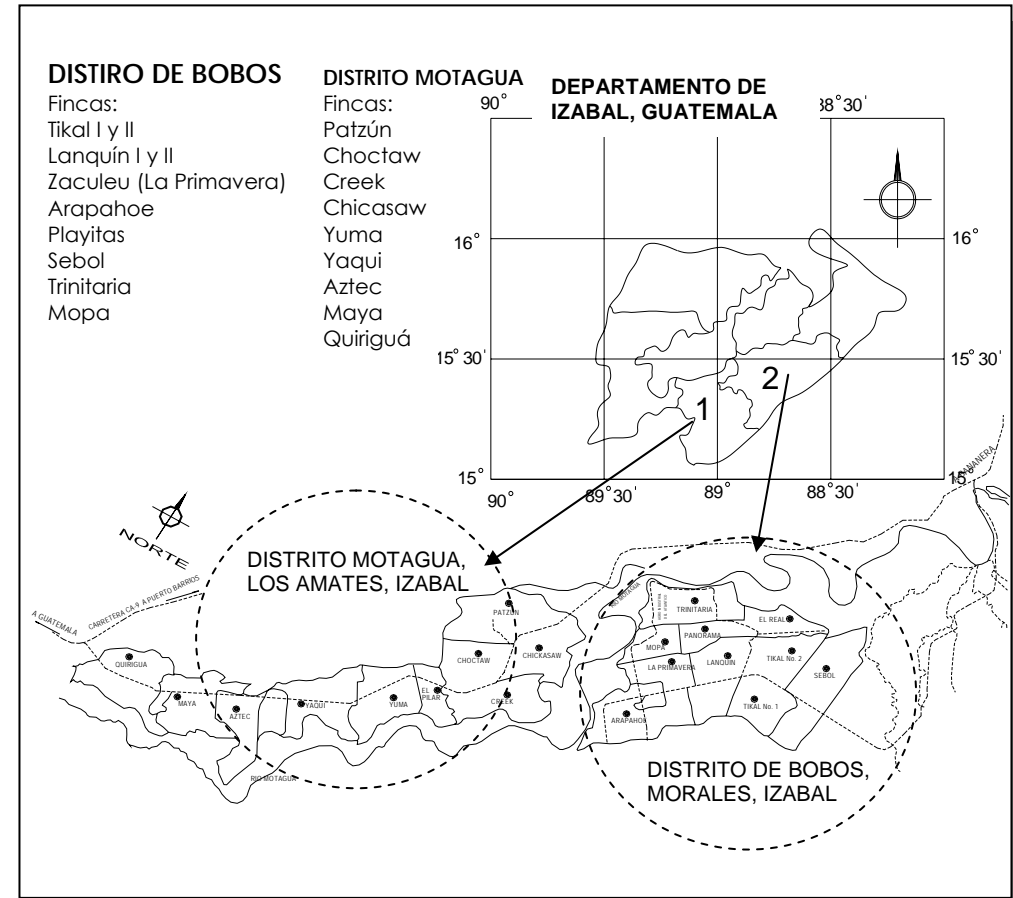 DISTIRO DE BOBOS
Fincas:
Tikal I y II
Lanquín I y II
Zaculeu (La Primavera)
Arapahoe
Playitas
Sebol
Trinitaria
Mopa
DISTRITO MOTAGUA
Fincas:
Patzún
Choctaw
Creek
Chicasaw
Yuma
Yaqui
Aztec
Maya
Quiriguá
DEPARTAMENTO DE
IZABAL, GUATEMALA
90°
88°30'
16°
16°
15°30'
15°30'
15°
15°
90°
89°30'
89°
88°30'
1
2
NORTE
A GUATEMALA
CARRETERA CA-9 A PUERTO BARRIOS
DISTRITO MOTAGUA,
LOS AMATES, IZABAL
QUIRIGUA
MAYA
AZTEC
YAQUI
YUMA
EL
PILAR
CHOCTAW
PATZÚN
CHICKASAW
CREEK
RIO MOTAGUA
RIO MOTAGUA
TRINITARIA
EL REAL
MOPA
PANORAMA
LA PRIMAVERA
LANQUIN
TIKAL No. 2
SEBOL
TIKAL No. 1
ARAPAHOE
DISTRITO DE BOBOS,
MORALES, IZABAL